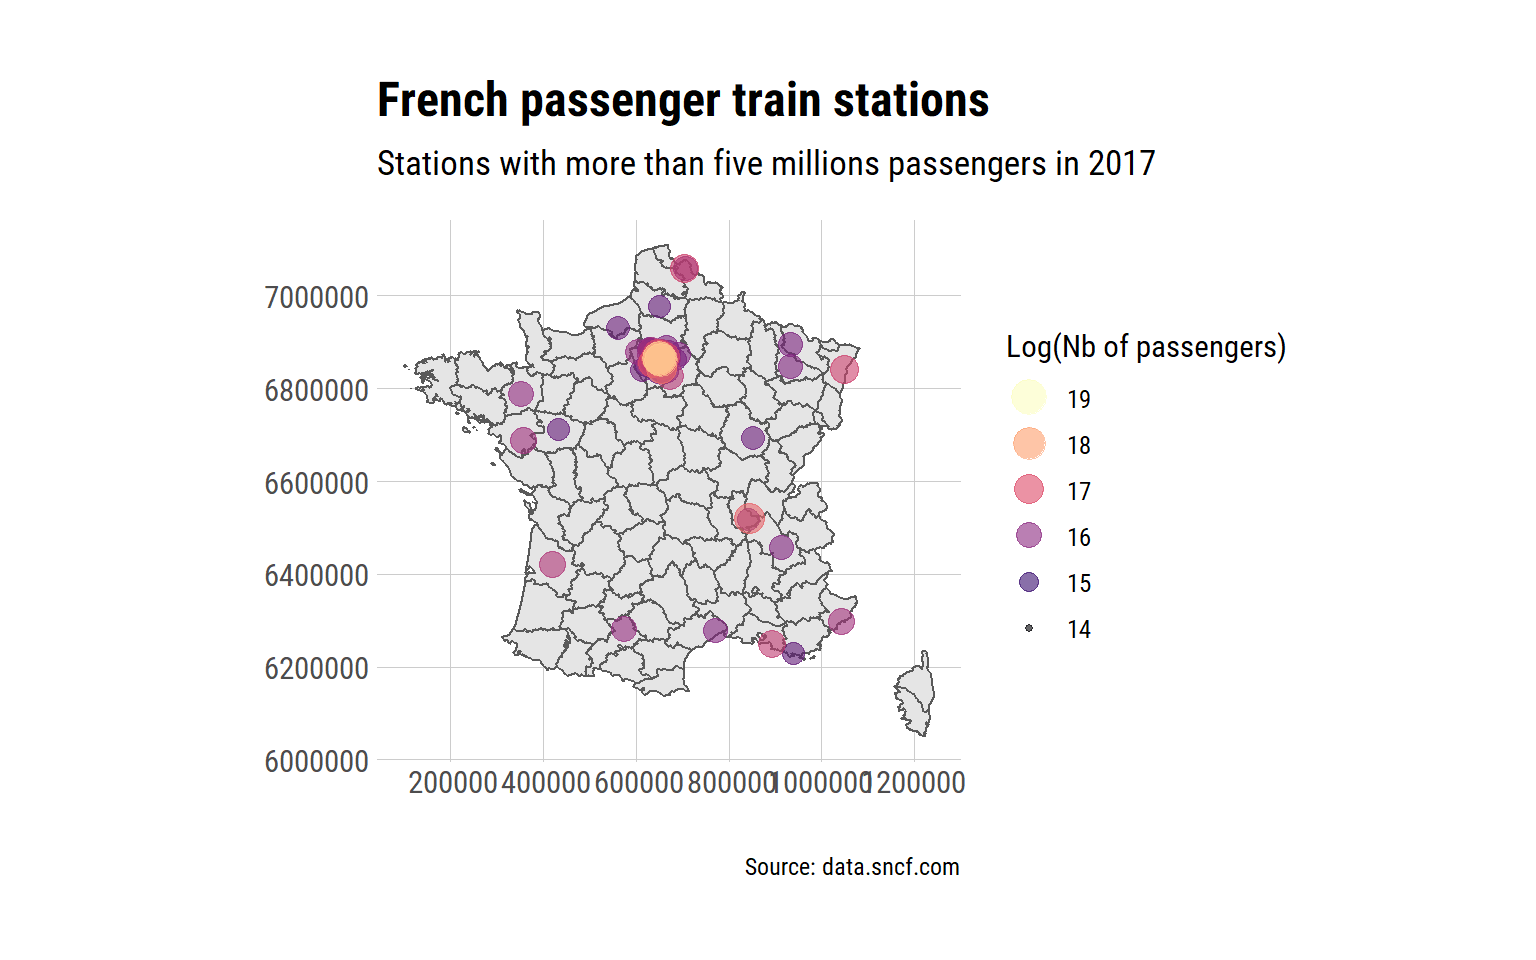 French passenger train stations
Stations with more than five millions passengers in 2017
7000000
6800000
6600000
6400000
6200000
6000000
200000 400000 600000 800000 1000000 1200000
Log(Nb of passengers)
19
18
17
16
15
14
Source: data.sncf.com